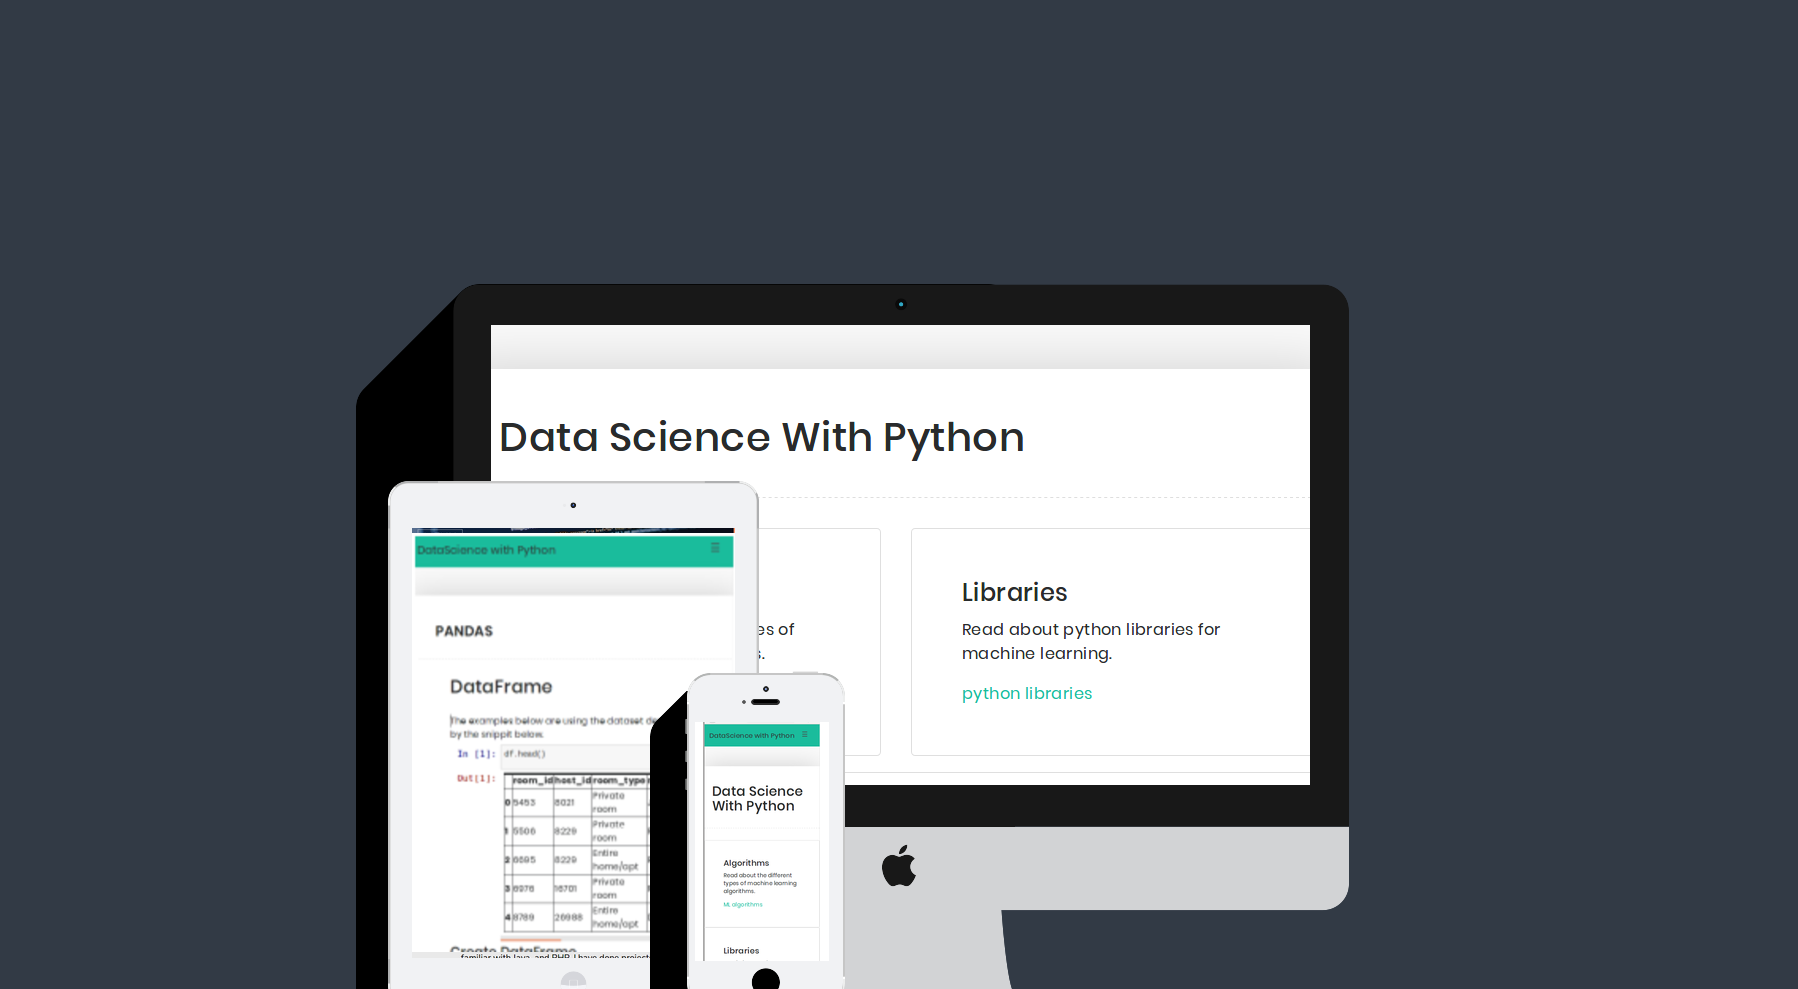 Data Science With Python
es of
s.
Libraries
Read about python libraries for
machine learning.
python libraries
DataScience with Python
PANDAS
DataFrame
The examples below are using the dataset de
by the snippit below.
In [1]: df.head()
Out[1]:
room_id host_id room_type
0 5453 8021 Private room
1 5506 8229 Private room
2 6695 8229 Entire home/apt
3 6976 16701 Private room
4 8789 26988 Entire home/apt
Create DataFrame
familiar with Java, and PHP. I have done project
DataScience with Python
Data Science
With Python
Algorithms
Read about the different
types of machine learning
algorithms.
ML algorithms
Libraries